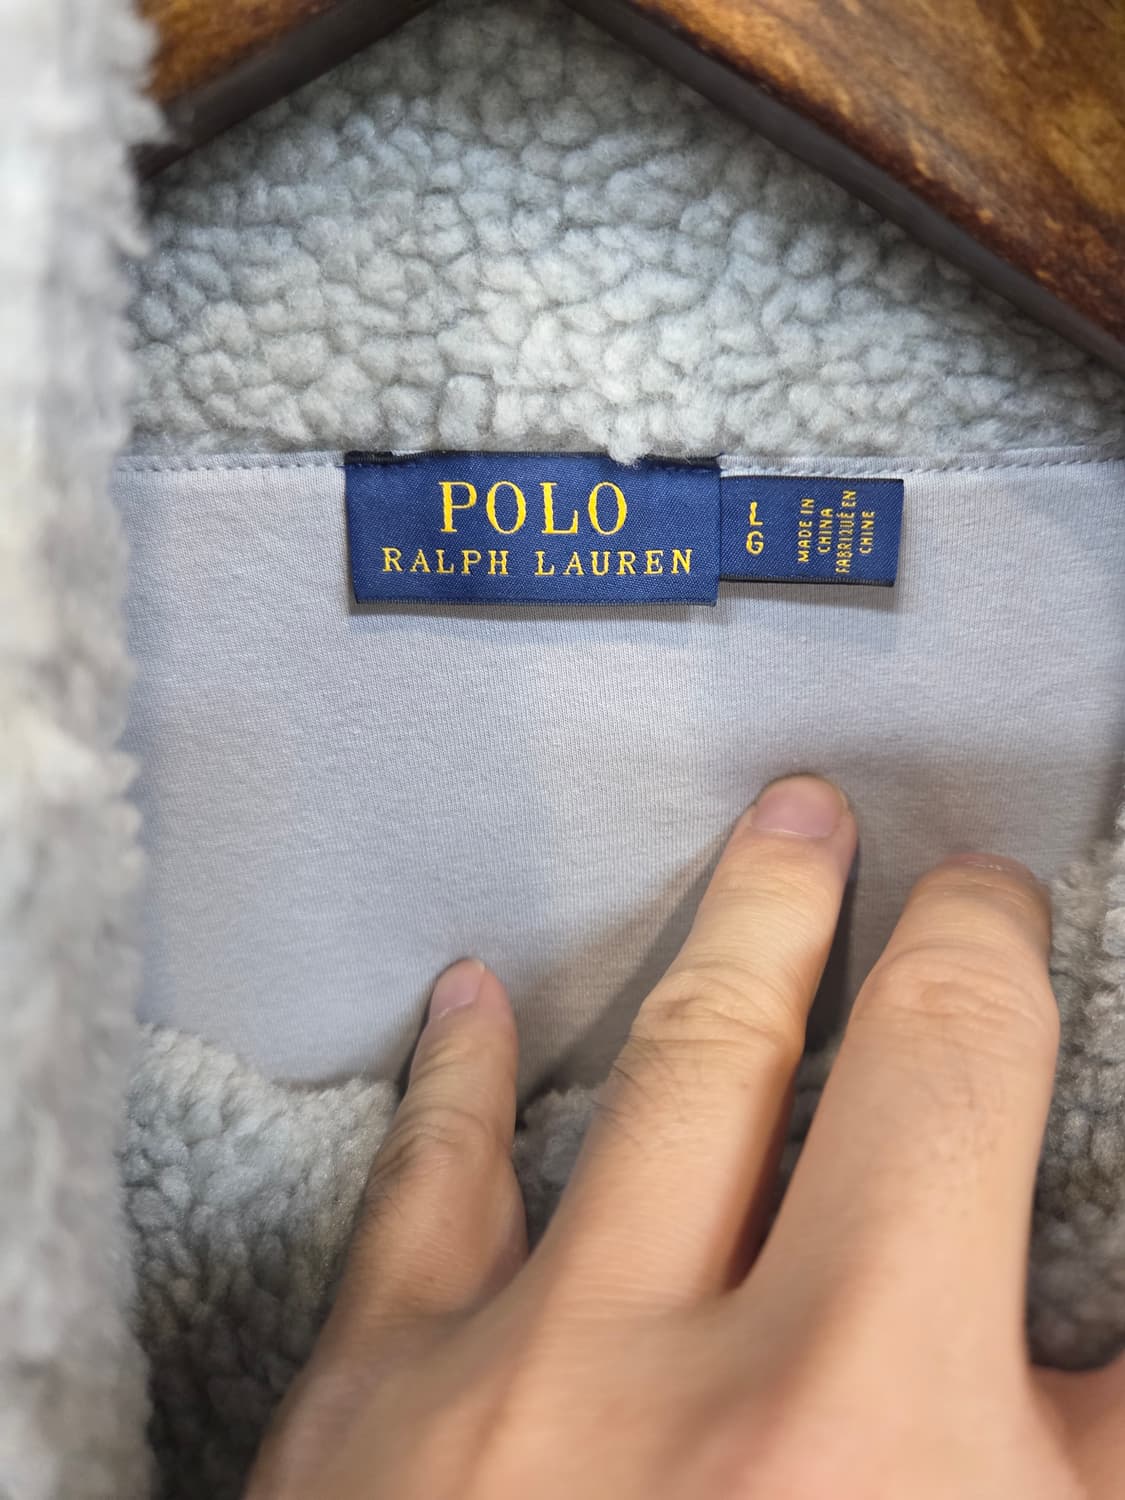 POLO
RALPH LAUREN
L
G
MADE IN
CHINA
FABRIQUÉ EN
CHINE